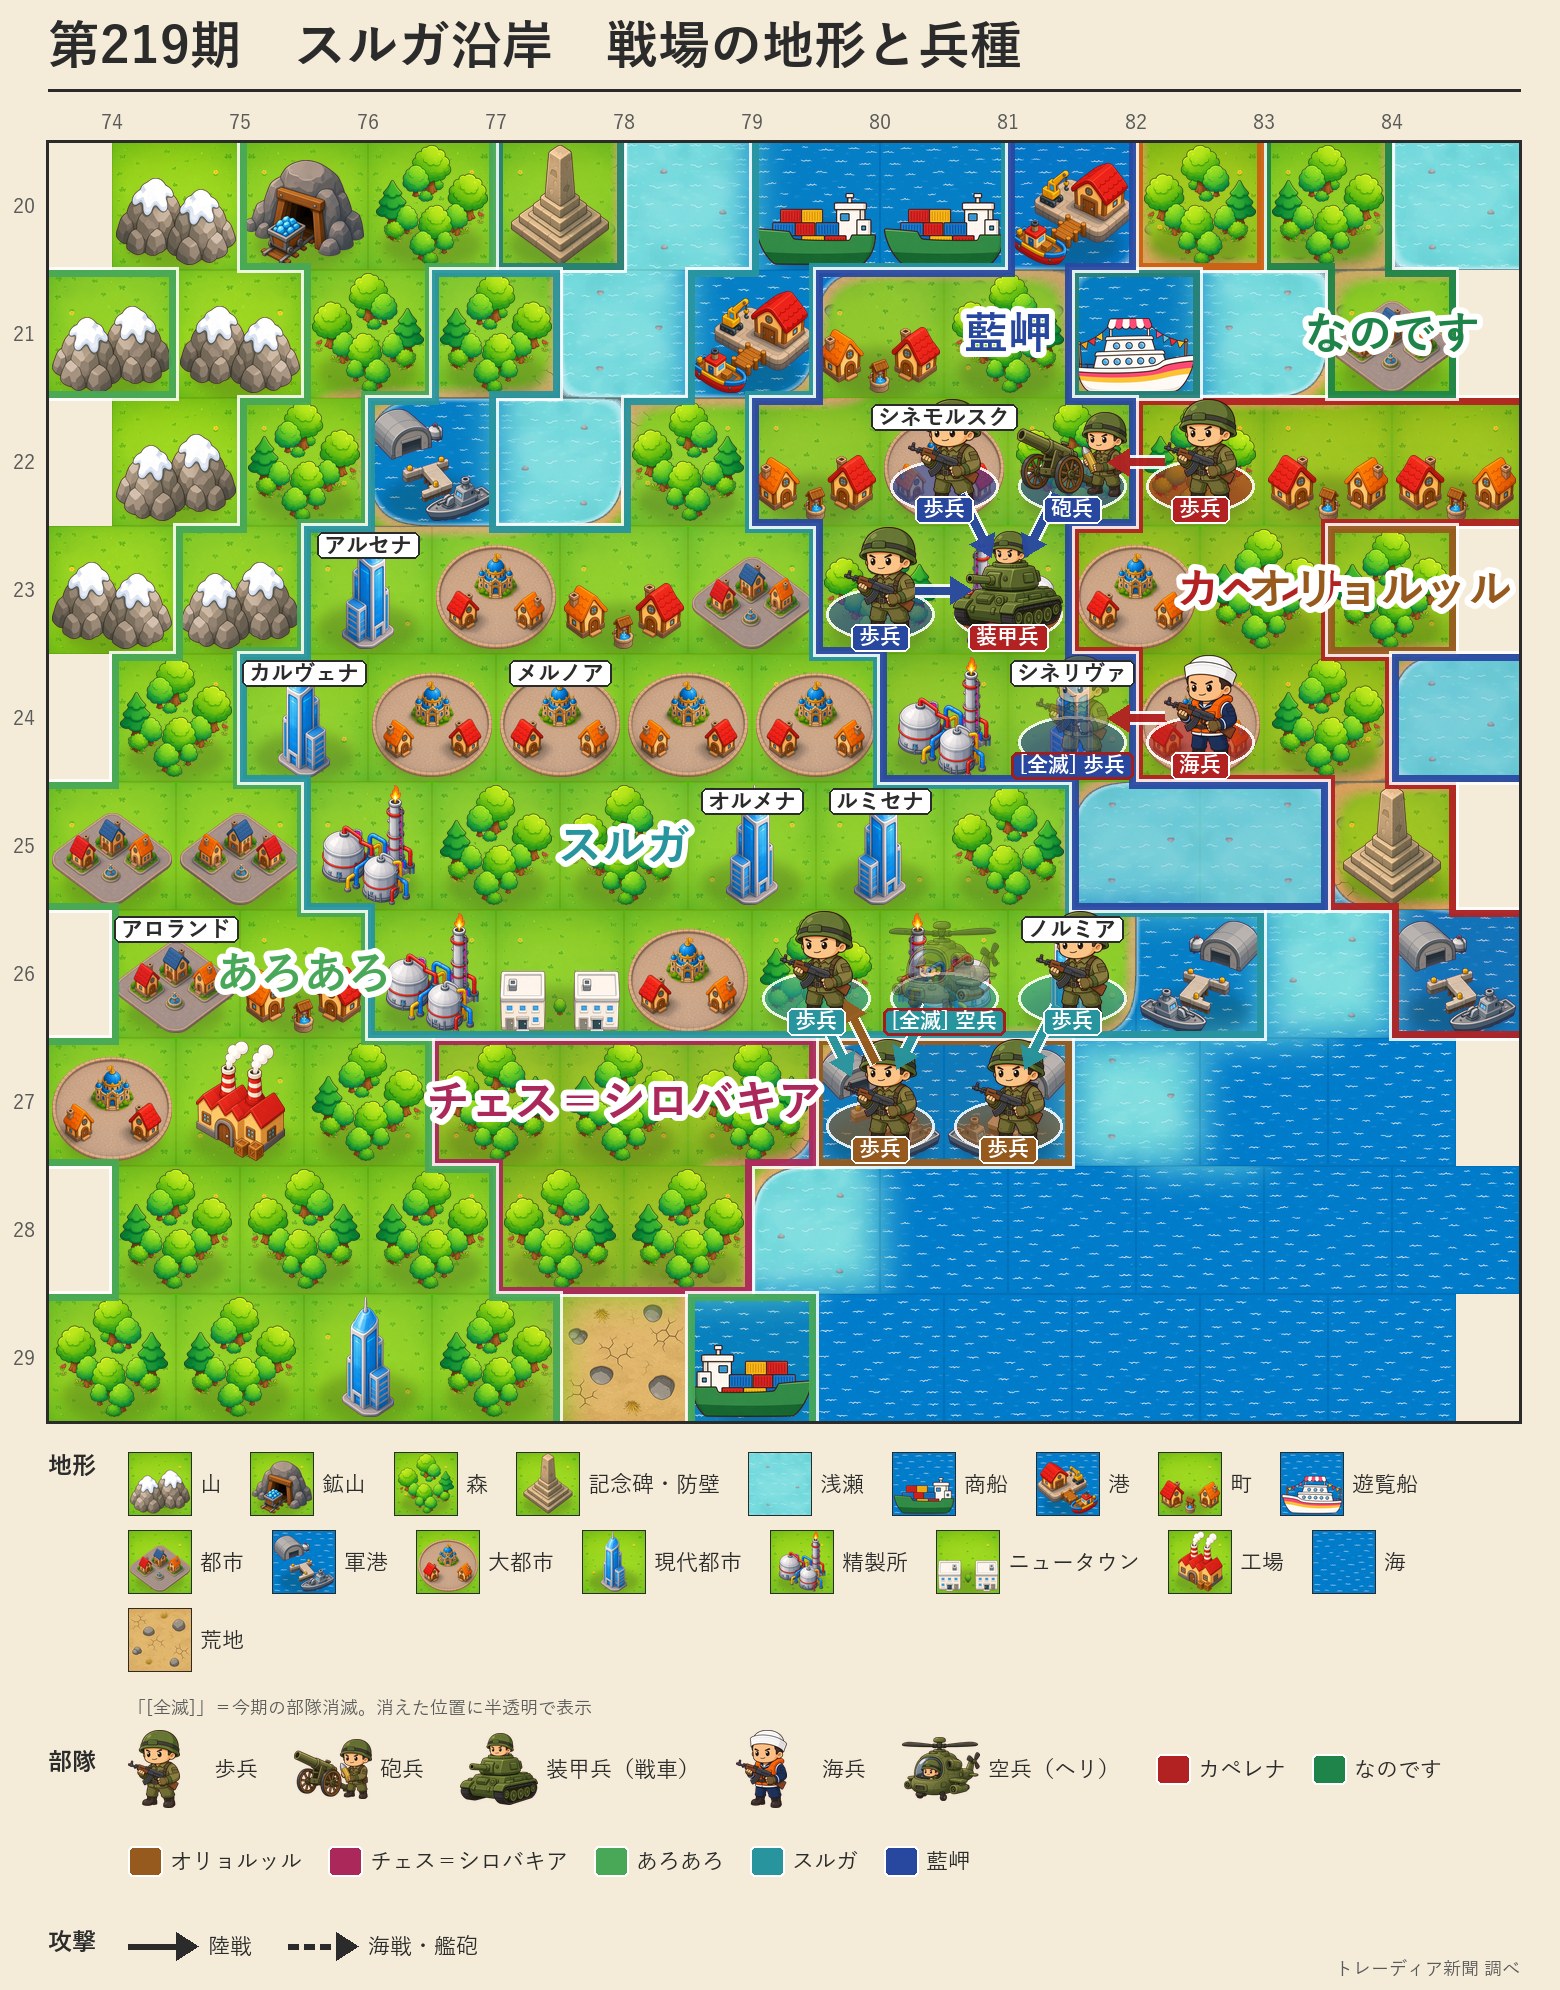 第219期　スルガ沿岸　戦場の地形と兵種
74 75 76 77 78 79 80 81 82 83 84
20
21
藍岬
なのです
22
シネモルスク
歩兵
砲兵
歩兵
23
アルセナ
カペ
オリョルッル
歩兵
装甲兵
24
カルヴェナ
メルノア
シネリヴァ
[全滅] 歩兵
海兵
25
オルメナ
ルミセナ
スルガ
26
アロランド
あろあろ
ノルミア
歩兵
[全滅] 空兵
歩兵
27
チェス＝シロバキア
歩兵
歩兵
28
29
地形
山 鉱山 森 記念碑・防壁 浅瀬 商船 港 町 遊覧船
都市 軍港 大都市 現代都市 精製所 ニュータウン 工場 海
荒地
「[全滅]」＝今期の部隊消滅。消えた位置に半透明で表示
部隊
歩兵 砲兵 装甲兵（戦車） 海兵 空兵（ヘリ） カペレナ なのです
オリョルッル チェス＝シロバキア あろあろ スルガ 藍岬
攻撃
陸戦 海戦・艦砲
トレーディア新聞 調べ